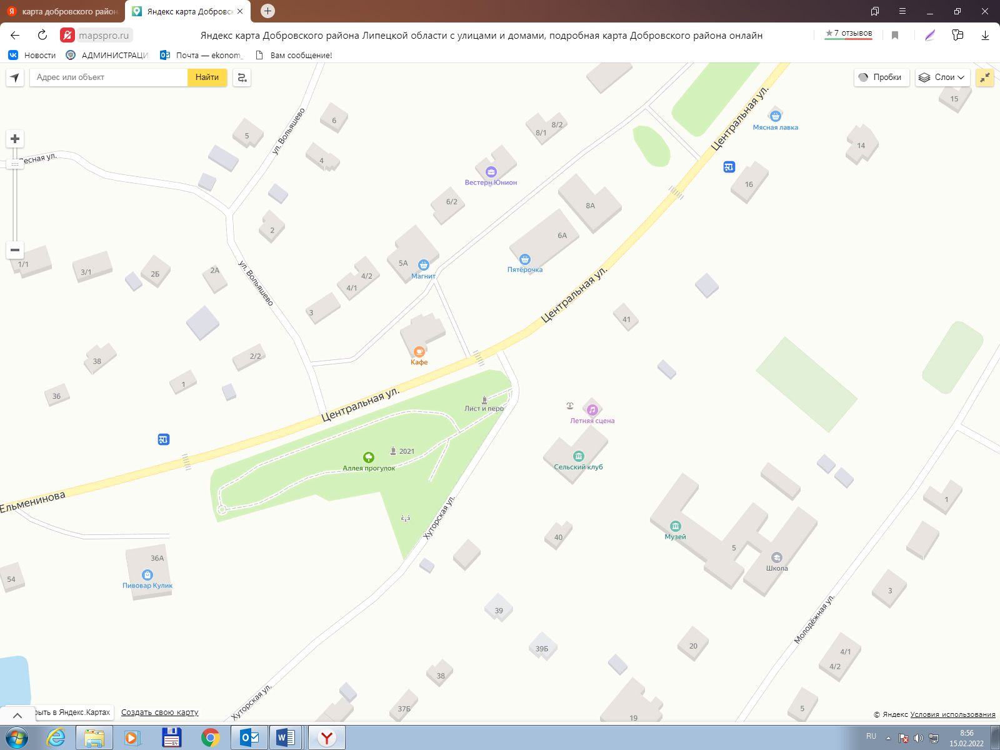 карта добровского район
Яндекс карта Добровск
mapspro.ru
Яндекс карта Добровского района Липецкой области с улицами и домами, подробная карта Добровского района онлайн
7 отзывов
Новости
АДМИНИСТРАЦИ
Почта — ekonom_
Вам сообщение!
Адрес или объект
Найти
Пробки
Слои
15
6
5
ул. Вольяшево
8/2
8/1
Центральная ул.
Мясная лавка
14
есная ул.
4
Вестерн Юнион
16
6/2
8А
2
6А
1/1
3/1
2Б
2А
ул. Вольяшево
5А
Магнит
Пятёрочка
4/2
4/1
3
Центральная ул.
41
38
2/2
Кафе
1
36
Центральная ул.
Лист и перо
Летняя сцена
2021
Аллея прогулок
Сельский клуб
Ельменинова
Хуторская ул.
1
40
Музей
5
Школа
36А
Пивовар Кулик
54
3
39
Молодёжная ул.
39Б
20
4/1
4/2
38
Хуторская ул.
37Б
19
5
рыть в Яндекс.Картах
Создать свою карту
© Яндекс Условия использования
64
RU
8:56
15.02.2022